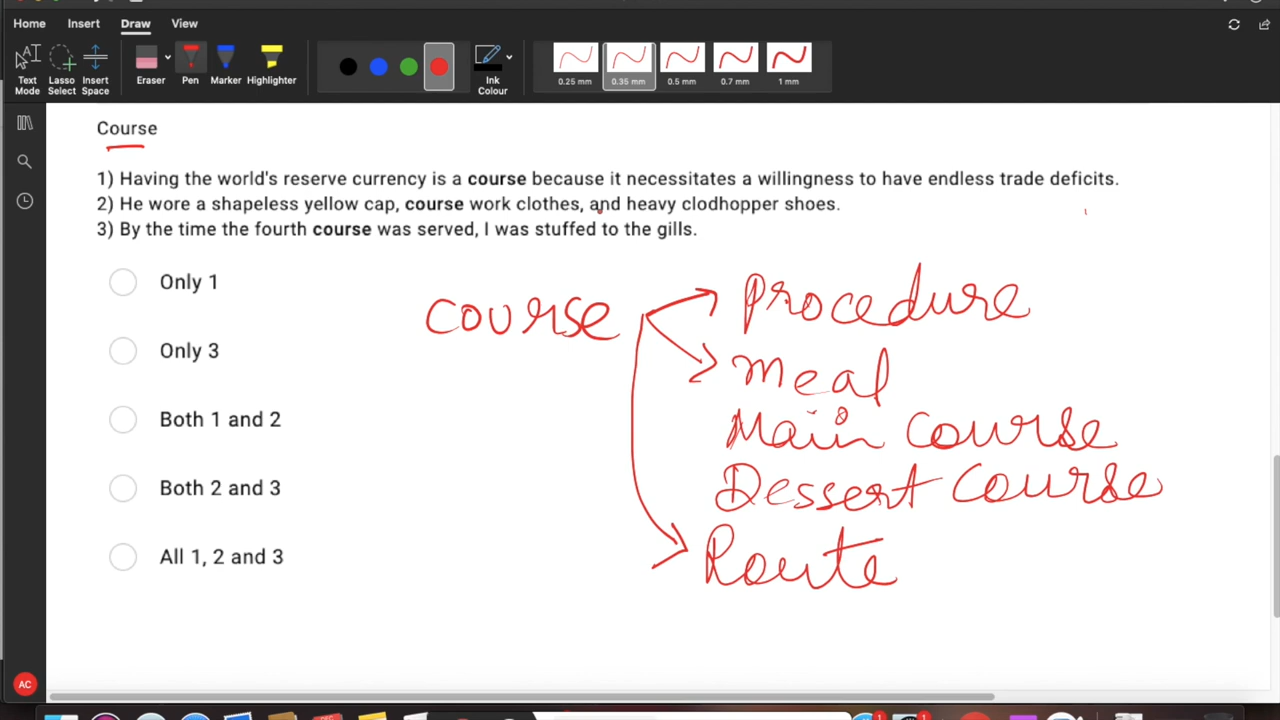 Home Insert Draw View
Text Mode Lasso Select Insert Space Eraser Pen Marker Highlighter Ink Colour 0.25 mm 0.35 mm 0.5 mm 0.7 mm 1 mm
Course
1) Having the world's reserve currency is a course because it necessitates a willingness to have endless trade deficits.
2) He wore a shapeless yellow cap, course work clothes, and heavy clodhopper shoes.
3) By the time the fourth course was served, I was stuffed to the gills.
Only 1
Only 3
Both 1 and 2
Both 2 and 3
All 1, 2 and 3
course
Procedure
Meal
Main Course
Dessert Course
Route
AC